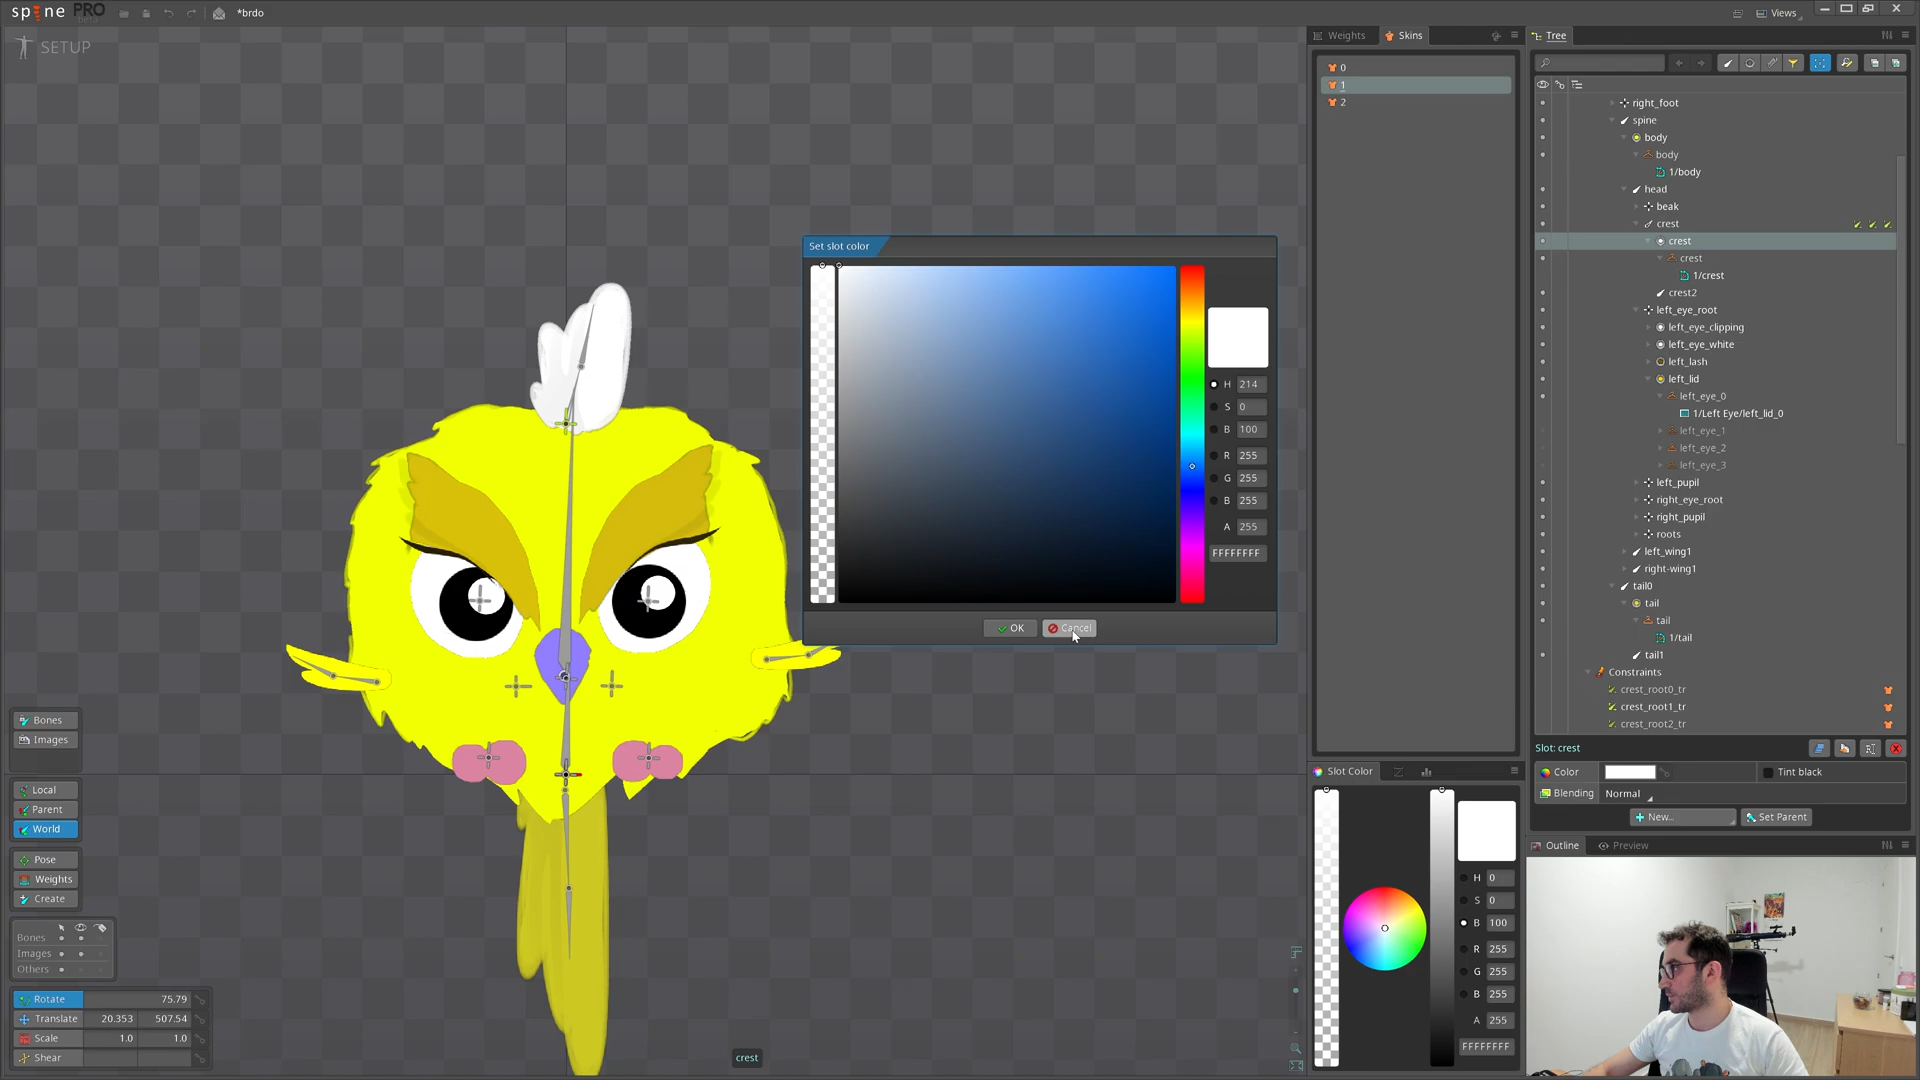 spine PRO
beta
*brdo
Views
SETUP
Weights
Skins
Tree
0
1
2
right_foot
spine
body
body
1/body
head
beak
crest
crest
crest
1/crest
crest2
left_eye_root
left_eye_clipping
left_eye_white
left_lash
left_lid
left_eye_0
1/Left Eye/left_lid_0
left_eye_1
left_eye_2
left_eye_3
left_pupil
right_eye_root
right_pupil
roots
left_wing1
right-wing1
tail0
tail
tail
1/tail
tail1
Constraints
crest_root0_tr
crest_root1_tr
crest_root2_tr
Set slot color
H 214
S 0
B 100
R 255
G 255
B 255
A 255
FFFFFFFF
OK
Cancel
Slot: crest
Color
Tint black
Blending
Normal
New...
Set Parent
Outline
Preview
Slot Color
H 0
S 0
B 100
R 255
G 255
B 255
A 255
FFFFFFFF
Bones
Images
Local
Parent
World
Pose
Weights
Create
Bones
Images
Others
Rotate 75.79
Translate 20.353 507.54
Scale 1.0 1.0
Shear
crest